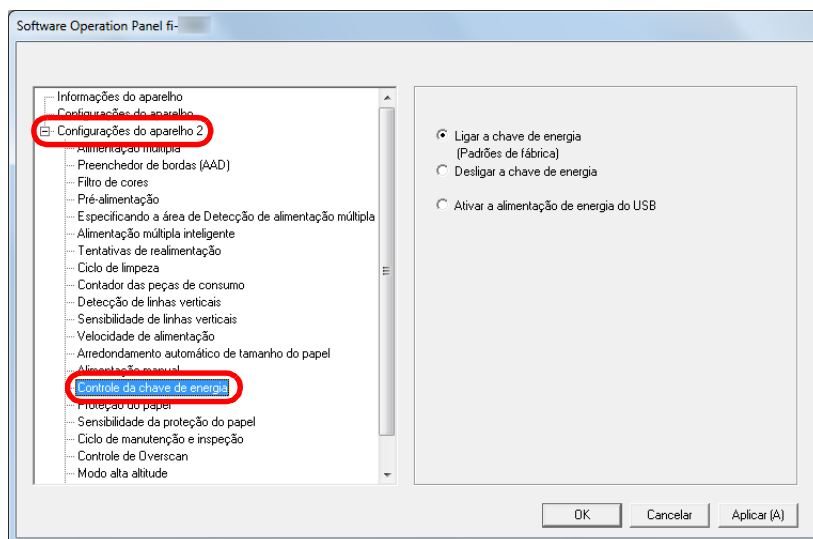 Software Operation Panel fi-
Informações do aparelho
Configurações do aparelho
Configurações do aparelho 2
Alimentação múltipla
Preenchedor de bordas (AAD)
Filtro de cores
Pré-alimentação
Especificando a área de Detecção de alimentação múltipla
Alimentação múltipla inteligente
Tentativas de realimentação
Ciclo de limpeza
Contador das peças de consumo
Detecção de linhas verticais
Sensibilidade de linhas verticais
Velocidade de alimentação
Arredondamento automático de tamanho do papel
Alimentação manual
Controle da chave de energia
Proteção do papel
Sensibilidade da proteção do papel
Ciclo de manutenção e inspeção
Controle de Overscan
Modo alta altitude
Ligar a chave de energia
(Padrões de fábrica)
Desligar a chave de energia
Ativar a alimentação de energia do USB
OK
Cancelar
Aplicar (A)